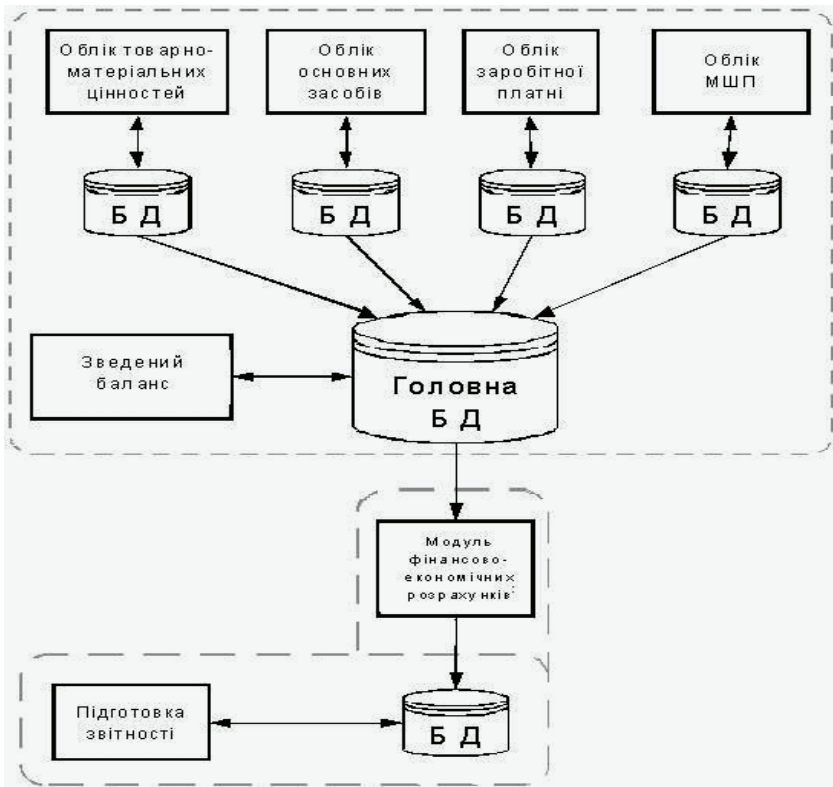 Облік товарно-
матеріальних
цінностей
Облік
основних
засобів
Облік
заробітної
платні
Облік
МШП
БД
БД
БД
БД
Зведений
баланс
Головна
БД
Модуль
фінансово-
економічних
розрахунків
Підготовка
звітності
БД